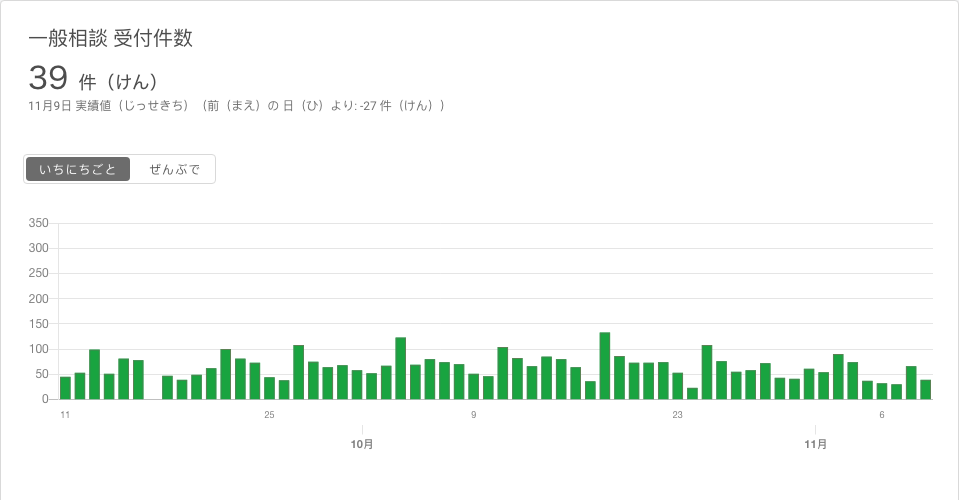 一般相談 受付件数
39 件（けん）
11月9日 実績値（じっせきち）（前（まえ）の 日（ひ）より: -27 件（けん））
いちにちごと ぜんぶで
350
300
250
200
150
100
50
0
11 25 9 23 6
10月 11月